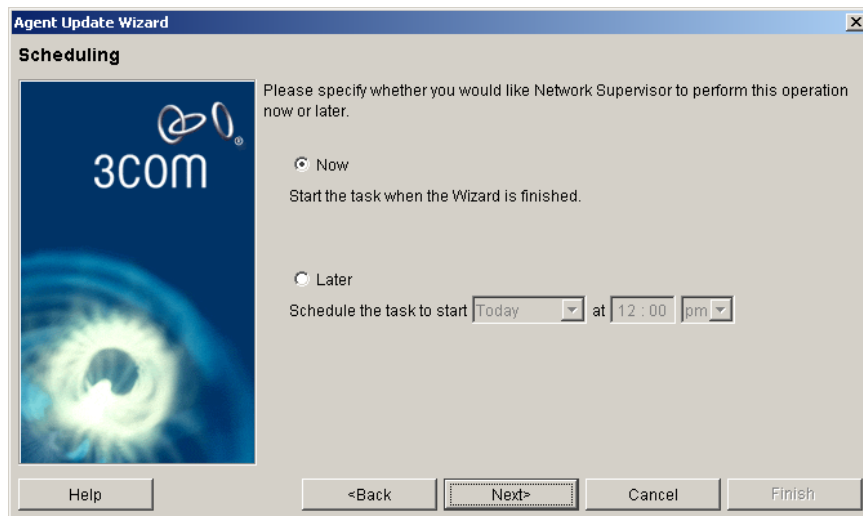 Agent Update Wizard
Scheduling
3COM
®
Please specify whether you would like Network Supervisor to perform this operation
now or later.
Now
Start the task when the Wizard is finished.
Later
Schedule the task to start Today at 12 : 00 pm
Help <Back Next> Cancel Finish